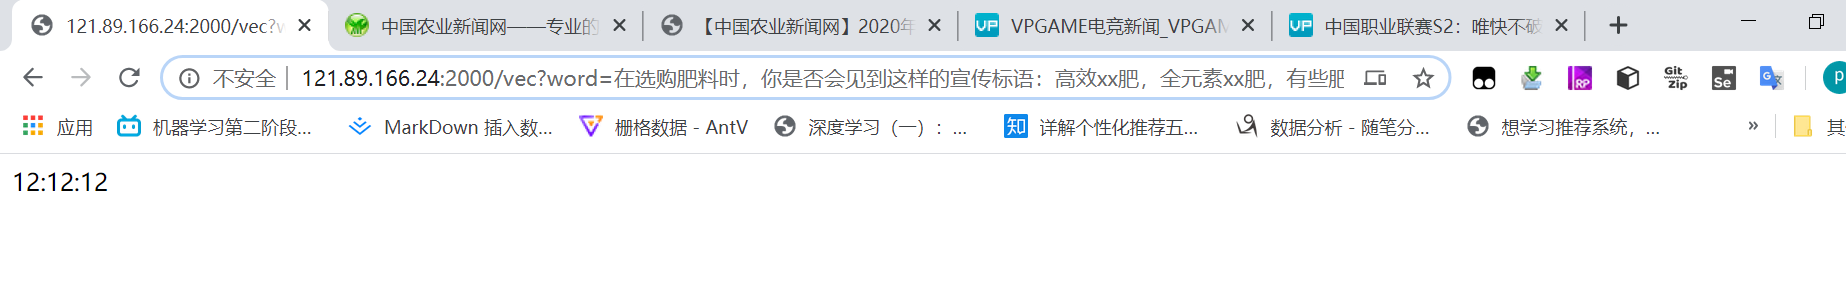 121.89.166.24:2000/vec?w
中国农业新闻网——专业的
【中国农业新闻网】2020年
VP
VPGAME电竞新闻_VPGAM
VP
中国职业联赛S2：唯快不破
不安全
121.89.166.24:2000/vec?word=在选购肥料时，你是否会见到这样的宣传标语：高效xx肥，全元素xx肥，有些肥
RP
Git
zip
Se
G
p
应用
机器学习第二阶段...
MarkDown 插入数...
栅格数据 - AntV
深度学习（一）：...
知
详解个性化推荐五...
数据分析 - 随笔分...
想学习推荐系统，...
»
其
12:12:12